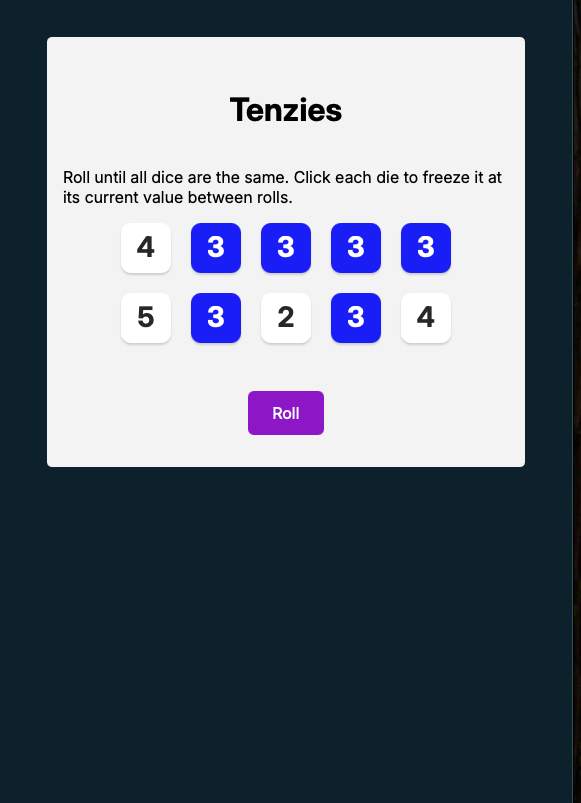 Tenzies
Roll until all dice are the same. Click each die to freeze it at
its current value between rolls.
4 3 3 3 3
5 3 2 3 4
Roll